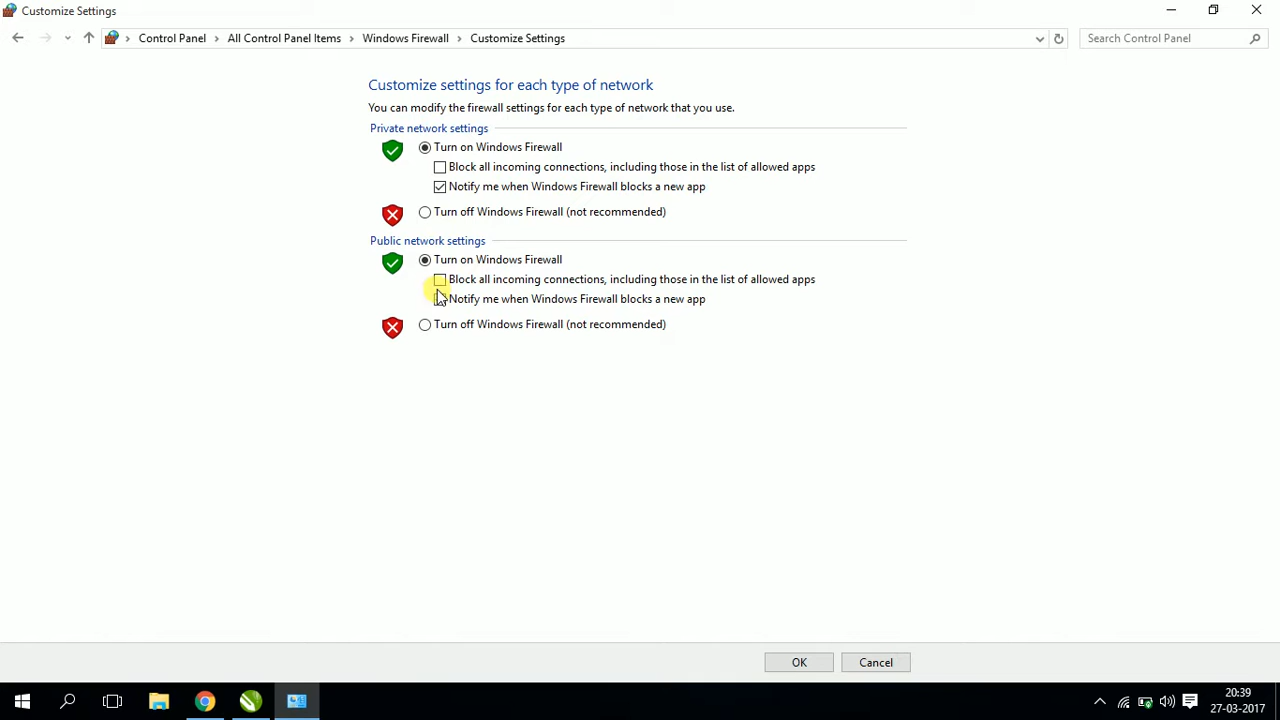 Customize Settings
Control Panel > All Control Panel Items > Windows Firewall > Customize Settings
Search Control Panel
Customize settings for each type of network
You can modify the firewall settings for each type of network that you use.
Private network settings
Turn on Windows Firewall
Block all incoming connections, including those in the list of allowed apps
Notify me when Windows Firewall blocks a new app
Turn off Windows Firewall (not recommended)
Public network settings
Turn on Windows Firewall
Block all incoming connections, including those in the list of allowed apps
Notify me when Windows Firewall blocks a new app
Turn off Windows Firewall (not recommended)
OK
Cancel
20:39
27-03-2017